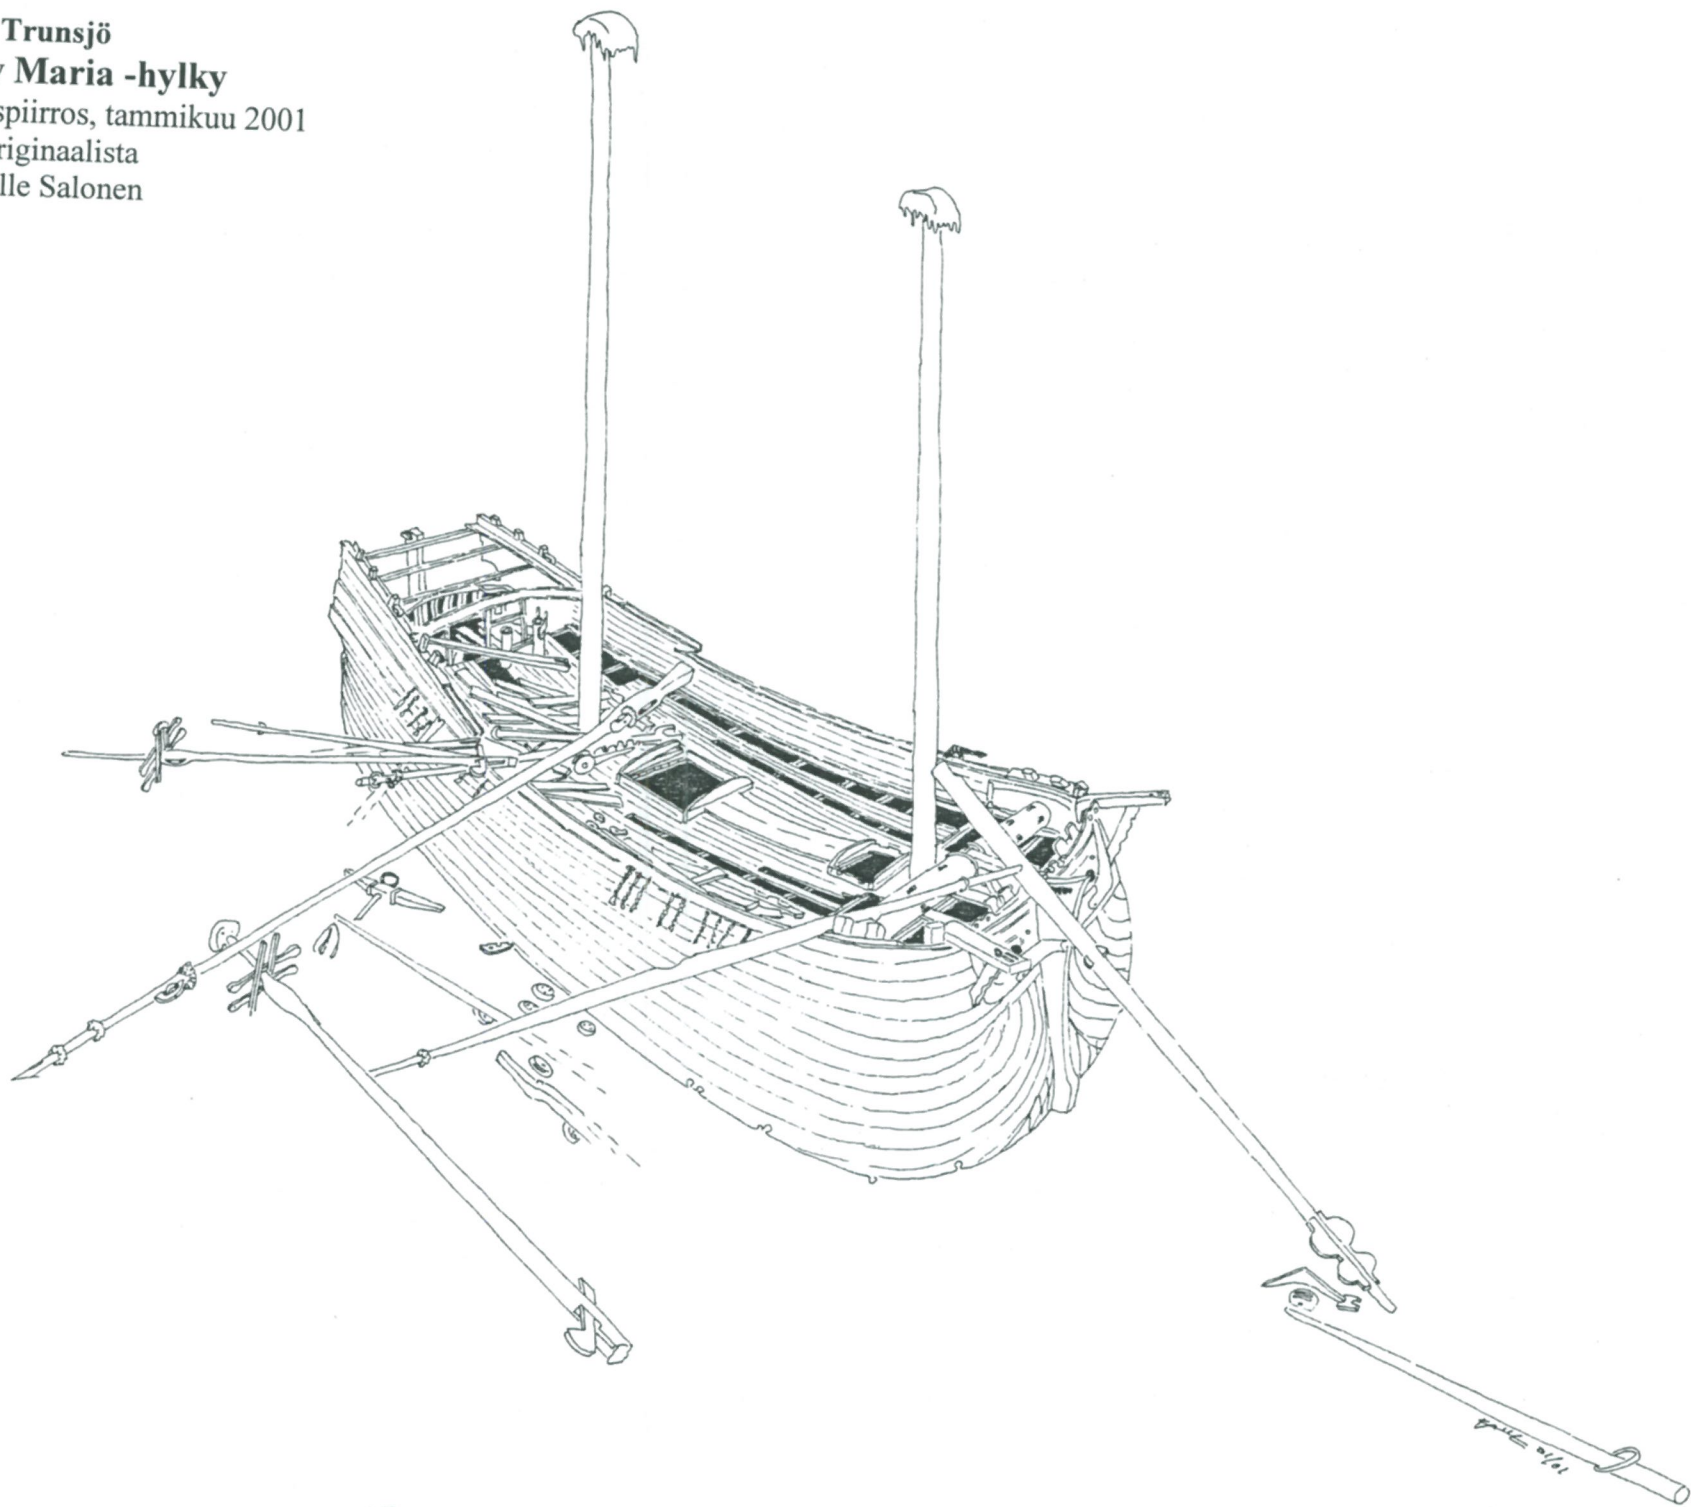 Trunsjö
Maria -hylky
spiirros, tammikuu 2001
riginaalista
lle Salonen